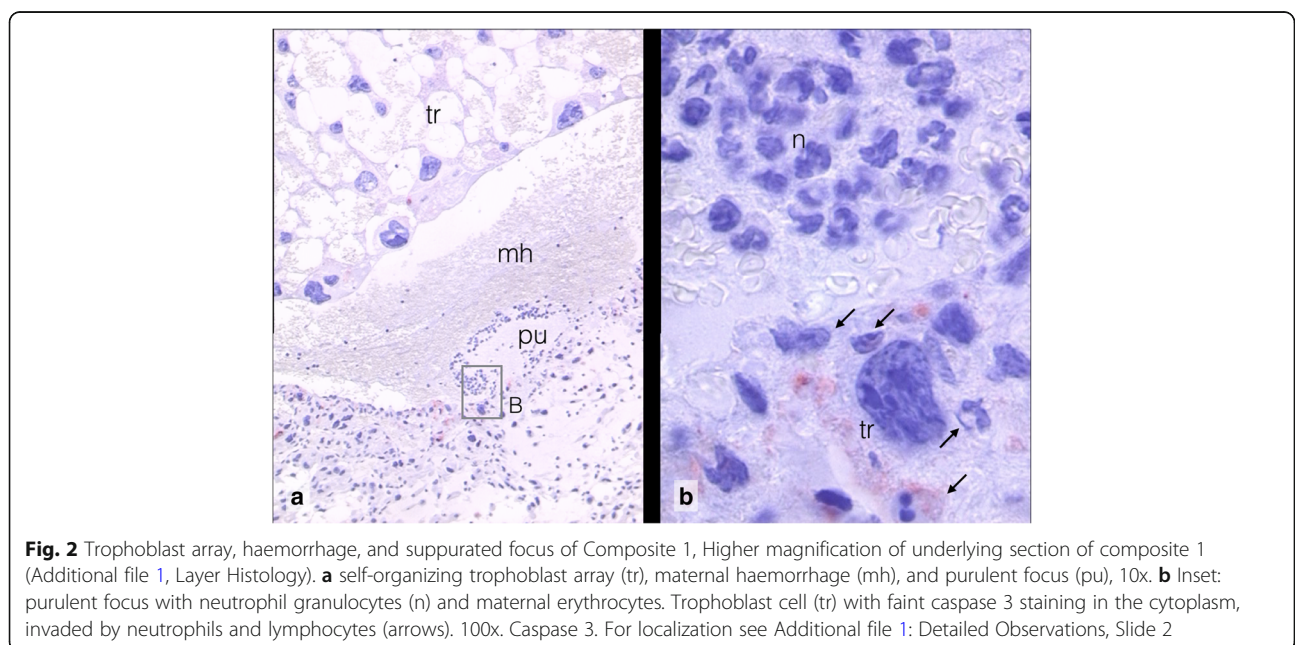 tr
mh
pu
B
a
n
tr
b
Fig. 2 Trophoblast array, haemorrhage, and suppurated focus of Composite 1, Higher magnification of underlying section of composite 1
(Additional file 1, Layer Histology). a self-organizing trophoblast array (tr), maternal haemorrhage (mh), and purulent focus (pu), 10x. b Inset:
purulent focus with neutrophil granulocytes (n) and maternal erythrocytes. Trophoblast cell (tr) with faint caspase 3 staining in the cytoplasm,
invaded by neutrophils and lymphocytes (arrows). 100x. Caspase 3. For localization see Additional file 1: Detailed Observations, Slide 2